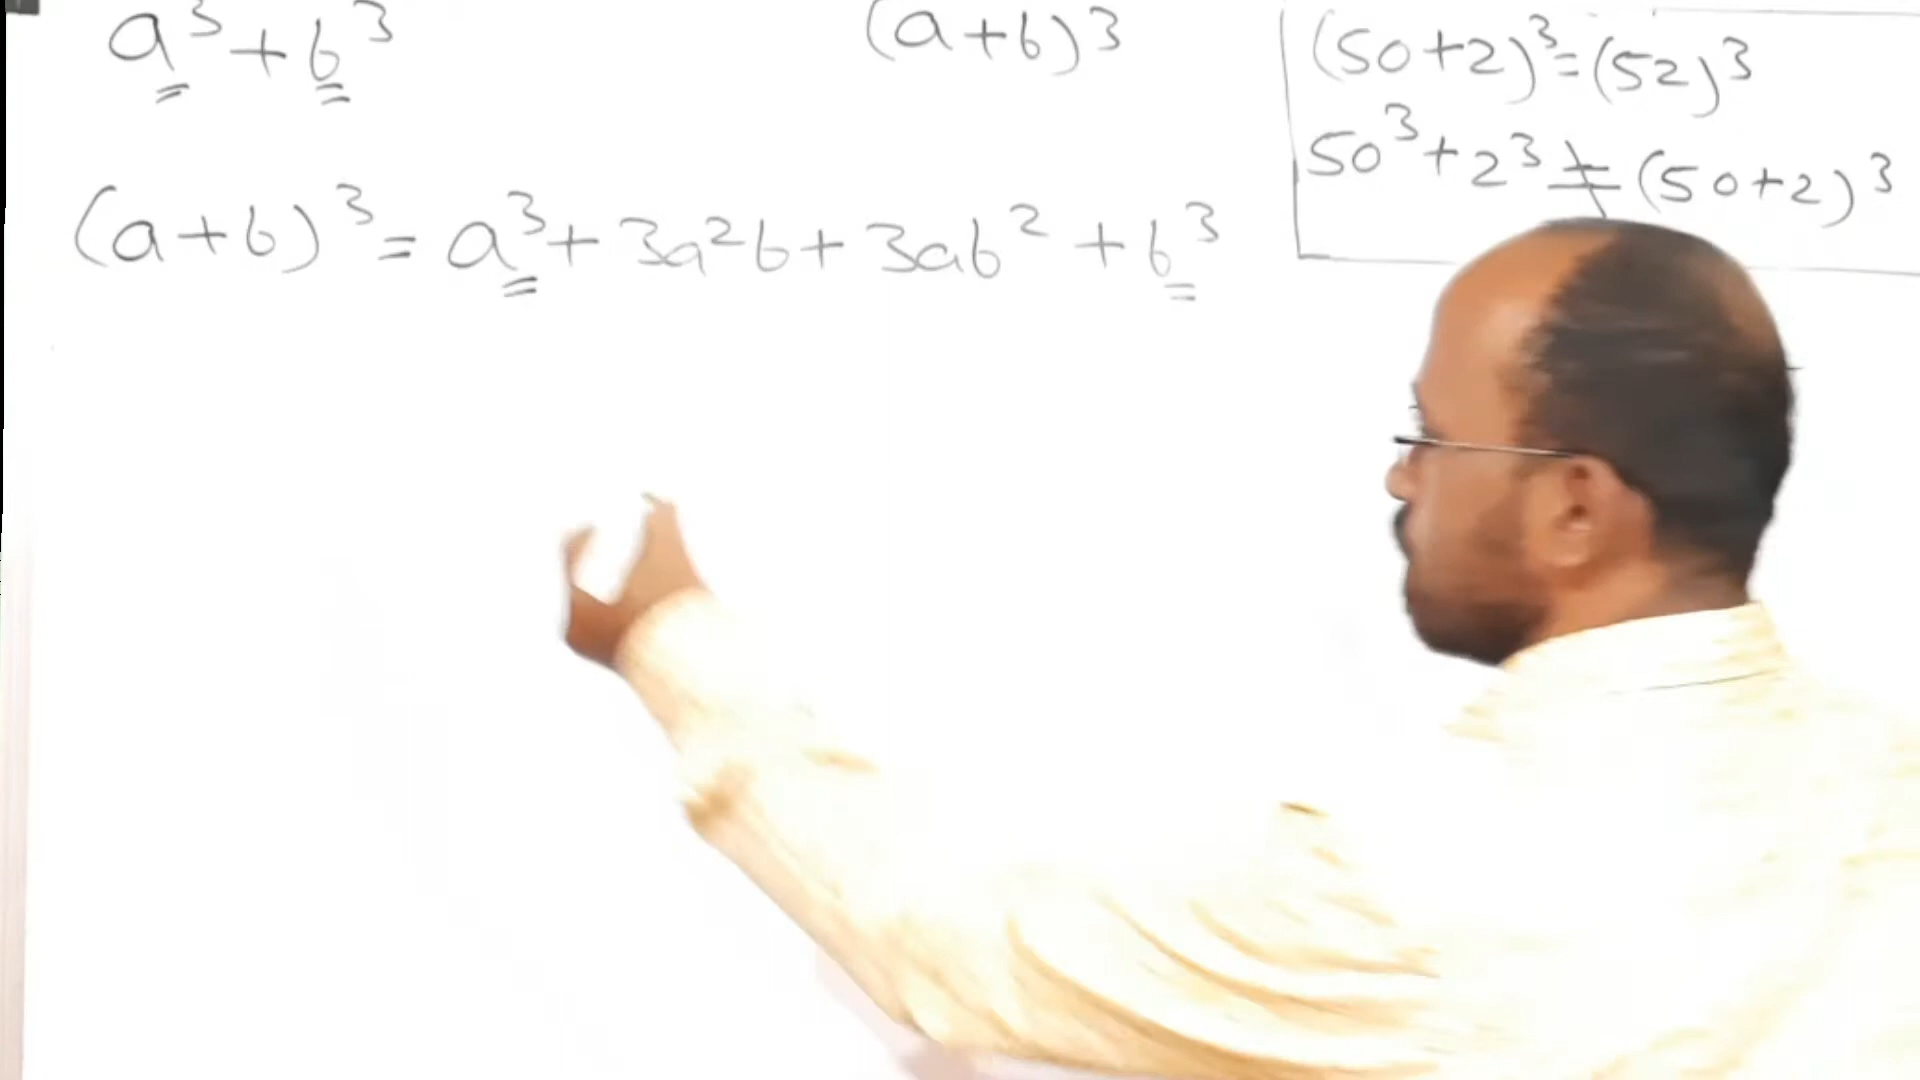 a³ + b³
(a+b)³
(50+2)³ = (52)³
50³ + 2³ ≠ (50+2)³
(a+b)³ = a³ + 3a²b + 3ab² + b³